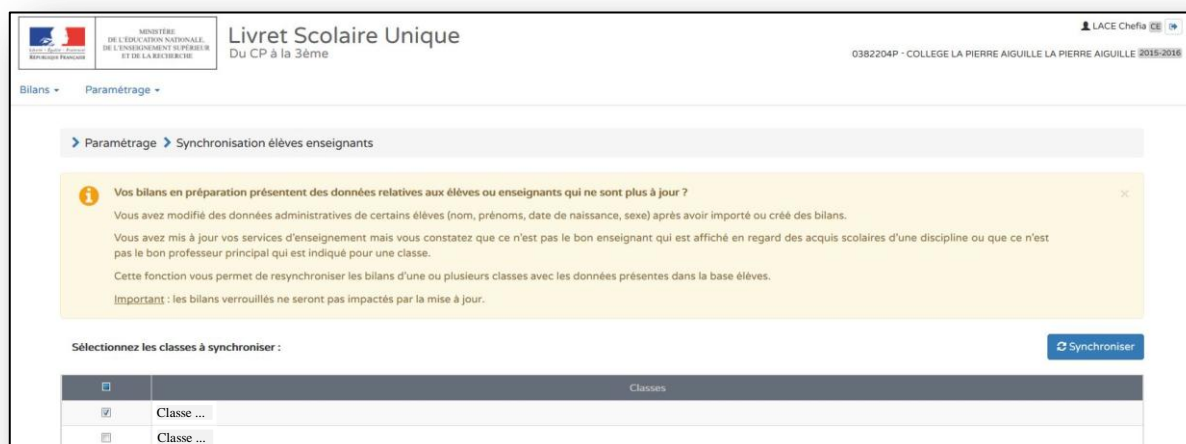 MINISTÈRE
DE L'ÉDUCATION NATIONALE,
DE L'ENSEIGNEMENT SUPÉRIEUR
ET DE LA RECHERCHE
Liberté • Égalité • Fraternité
RÉPUBLIQUE FRANÇAISE
Livret Scolaire Unique
Du CP à la 3ème
LACE Chefia CE
0382204P - COLLEGE LA PIERRE AIGUILLE LA PIERRE AIGUILLE 2015-2016
Bilans Paramétrage
Paramétrage Synchronisation élèves enseignants
Vos bilans en préparation présentent des données relatives aux élèves ou enseignants qui ne sont plus à jour ?
Vous avez modifié des données administratives de certains élèves (nom, prénoms, date de naissance, sexe) après avoir importé ou créé des bilans.
Vous avez mis à jour vos services d'enseignement mais vous constatez que ce n'est pas le bon enseignant qui est affiché en regard des acquis scolaires d'une discipline ou que ce n'est
pas le bon professeur principal qui est indiqué pour une classe.
Cette fonction vous permet de resynchroniser les bilans d'une ou plusieurs classes avec les données présentes dans la base élèves.
Important : les bilans verrouillés ne seront pas impactés par la mise à jour.
Sélectionnez les classes à synchroniser :
Synchroniser
Classes
Classe ...
Classe ...